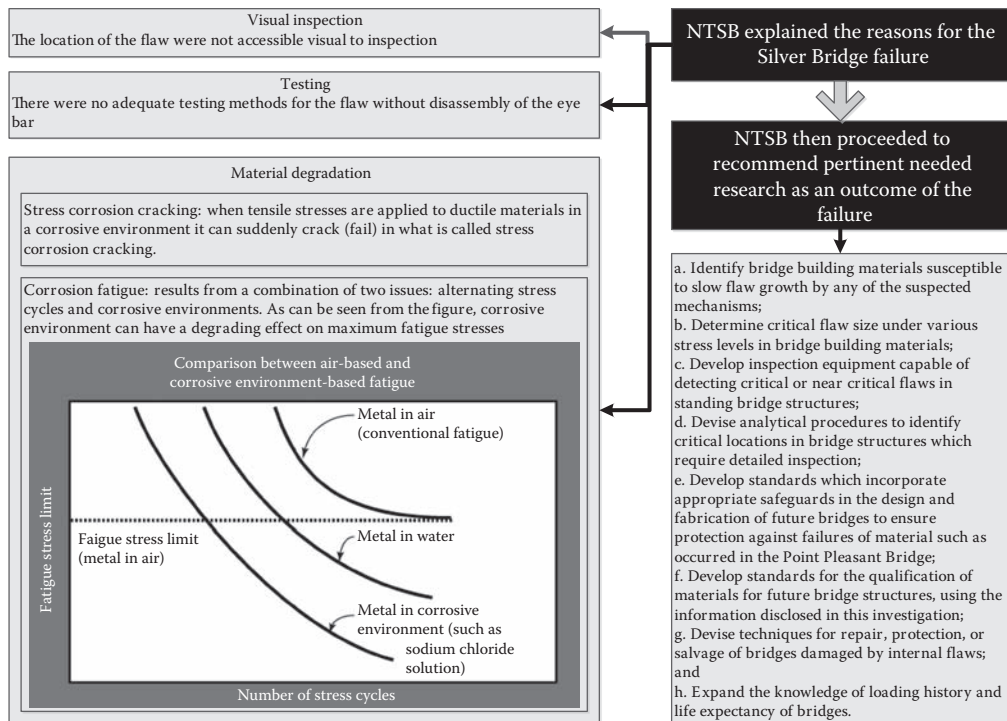 Visual inspection
The location of the flaw were not accessible visual to inspection
Testing
There were no adequate testing methods for the flaw without disassembly of the eye
bar
Material degradation
Stress corrosion cracking: when tensile stresses are applied to ductile materials in
a corrosive environment it can suddenly crack (fail) in what is called stress
corrosion cracking.
Corrosion fatigue: results from a combination of two issues: alternating stress
cycles and corrosive environments. As can be seen from the figure, corrosive
environment can have a degrading effect on maximum fatigue stresses
Comparison between air-based and
corrosive environment-based fatigue
Fatigue stress limit
Metal in air
(conventional fatigue)
Faigue stress limit
(metal in air)
Metal in water
Metal in corrosive
environment (such as
sodium chloride
solution)
Number of stress cycles
NTSB explained the reasons for the
Silver Bridge failure
NTSB then proceeded to
recommend pertinent needed
research as an outcome of the
failure
a. Identify bridge building materials susceptible
to slow flaw growth by any of the suspected
mechanisms;
b. Determine critical flaw size under various
stress levels in bridge building materials;
c. Develop inspection equipment capable of
detecting critical or near critical flaws in
standing bridge structures;
d. Devise analytical procedures to identify
critical locations in bridge structures which
require detailed inspection;
e. Develop standards which incorporate
appropriate safeguards in the design and
fabrication of future bridges to ensure
protection against failures of material such as
occurred in the Point Pleasant Bridge;
f. Develop standards for the qualification of
materials for future bridge structures, using the
information disclosed in this investigation;
g. Devise techniques for repair, protection, or
salvage of bridges damaged by internal flaws;
and
h. Expand the knowledge of loading history and
life expectancy of bridges.